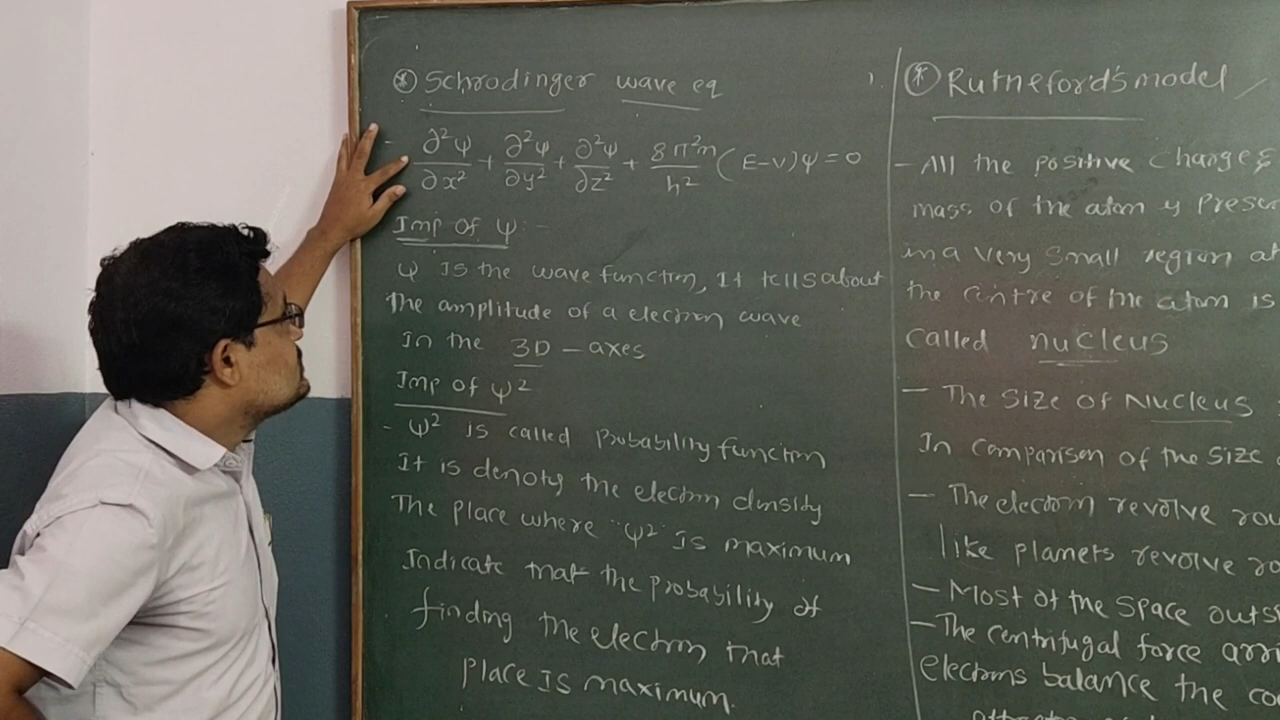 * Schrodinger wave eq
∂²ψ/∂x² + ∂²ψ/∂y² + ∂²ψ/∂z² + 8π²m/h² (E-V)ψ = 0
Imp of ψ :-
ψ Is the wave function, It tells about
The amplitude of a electron wave
In the 3D - axes
Imp of ψ²
- ψ² is called Probability function
It is denoty the electron density
The place where "ψ²" Is maximum
Indicate that the probability of
finding the electron that
place Is maximum.
* Rutneford's model
- All the positive Charges
mass of the atom is Presen
in a very small region at
the centre of the atom is
called nucleus
- The Size of Nucleus
In comparison of the size
- The electron revolve rou
like planets revolve ro
- Most of the space outs
- The centrifugal force ari
electrons balance the co